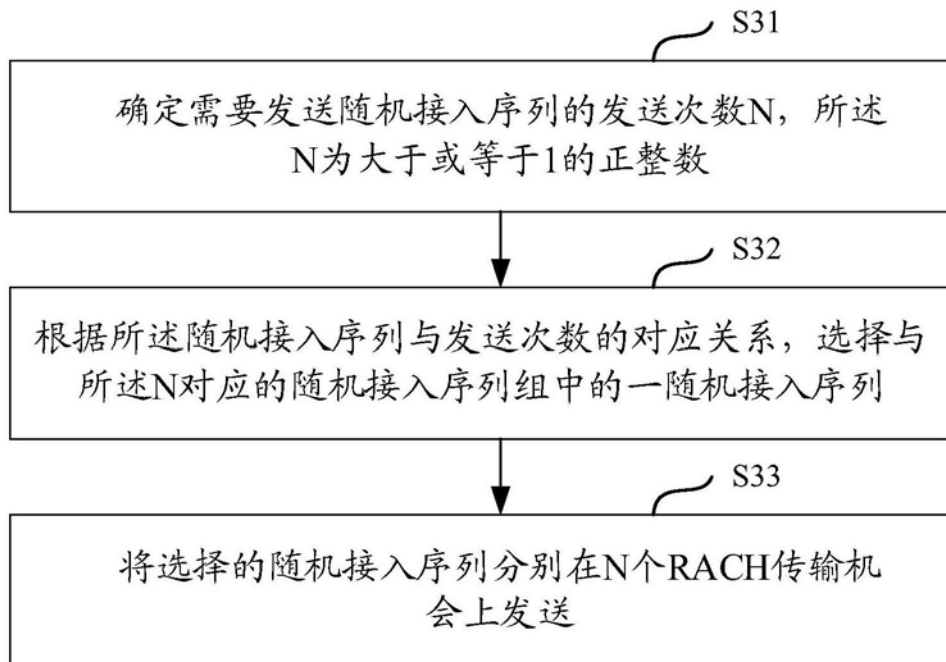 S31
确定需要发送随机接入序列的发送次数N，所述
N为大于或等于1的正整数
S32
根据所述随机接入序列与发送次数的对应关系，选择与
所述N对应的随机接入序列组中的一随机接入序列
S33
将选择的随机接入序列分别在N个RACH传输机
会上发送